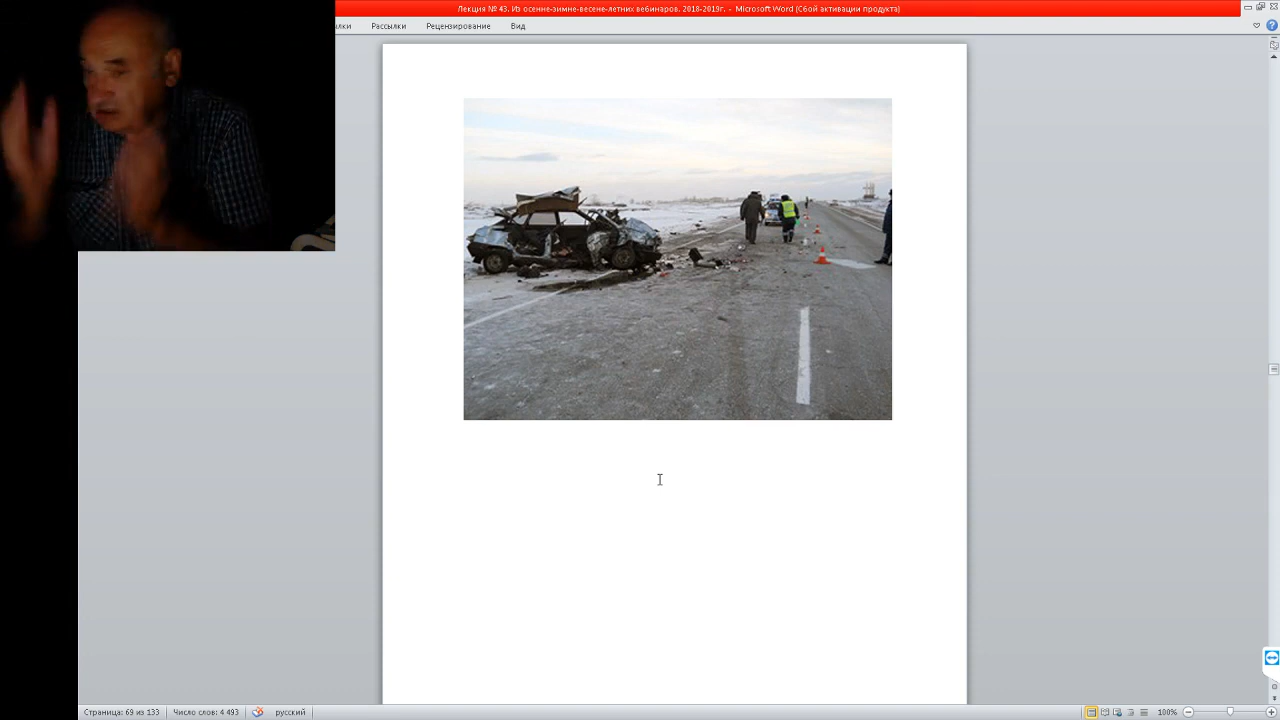 Лекция № 43. Из осенне-зимне-весене-летних вебинаров. 2018-2019г. - Microsoft Word (Сбой активации продукта)
лки Рассылки Рецензирование Вид
Страница: 69 из 133 Число слов: 4 493 русский 100%